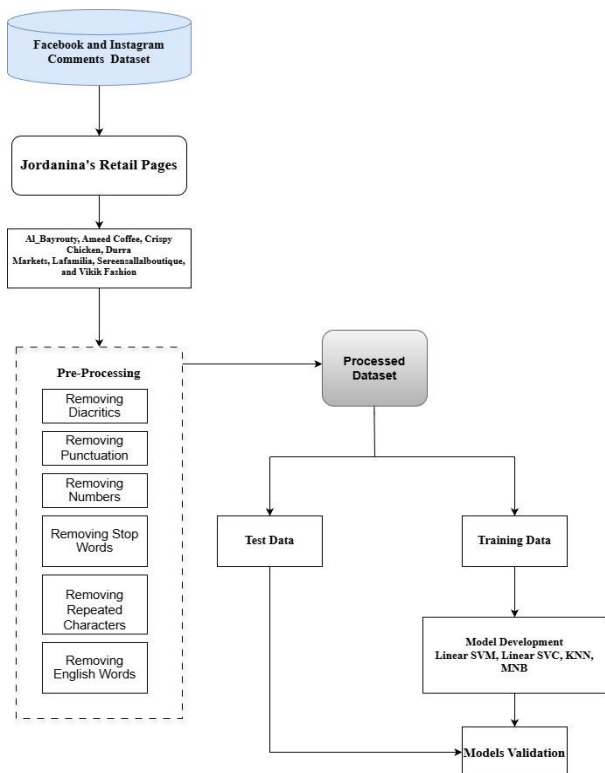 Facebook and Instagram
Comments Dataset
Jordanina's Retail Pages
Al_Bayrouty, Ameed Coffee, Crispy
Chicken, Durra
Markets, Lafamilia, Sereensallalboutique,
and Vikik Fashion
Pre-Processing
Removing
Diacritics
Removing
Punctuation
Removing
Numbers
Removing Stop
Words
Removing
Repeated
Characters
Removing
English Words
Processed
Dataset
Test Data
Training Data
Model Development
Linear SVM, Linear SVC, KNN,
MNB
Models Validation